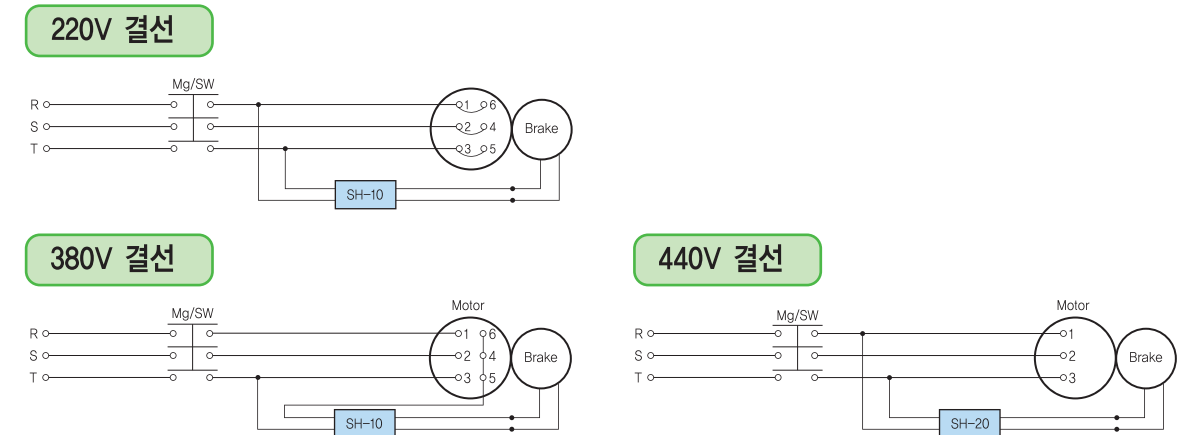 220V 결선
Mg/SW
R
S
T
1 6
2 4
3 5
Brake
SH-10
380V 결선
Mg/SW
R
S
T
Motor
1 6
2 4
3 5
Brake
SH-10
440V 결선
Mg/SW
R
S
T
Motor
1
2
3
Brake
SH-20